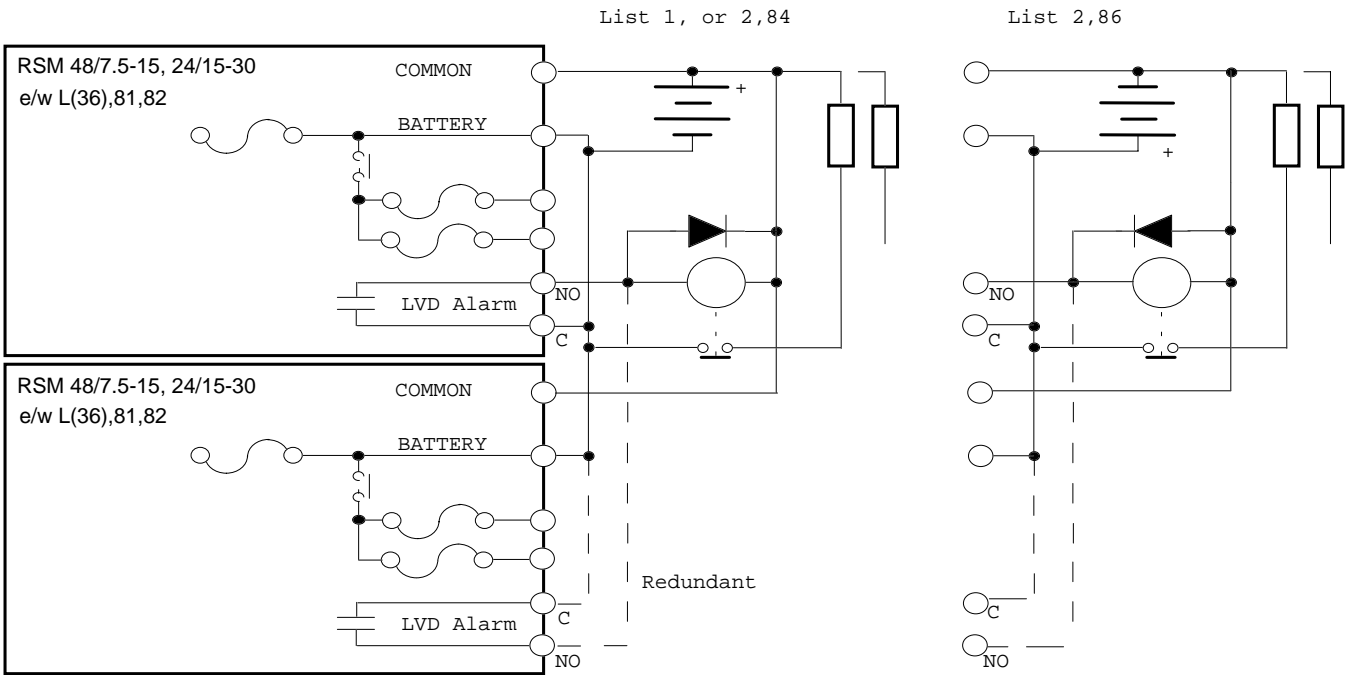 List 1, or 2,84
List 2,86
RSM 48/7.5-15, 24/15-30
e/w L(36),81,82
COMMON
BATTERY
LVD Alarm
NO
C
+
RSM 48/7.5-15, 24/15-30
e/w L(36),81,82
COMMON
BATTERY
LVD Alarm
C
NO
Redundant
+
NO
C
C
NO